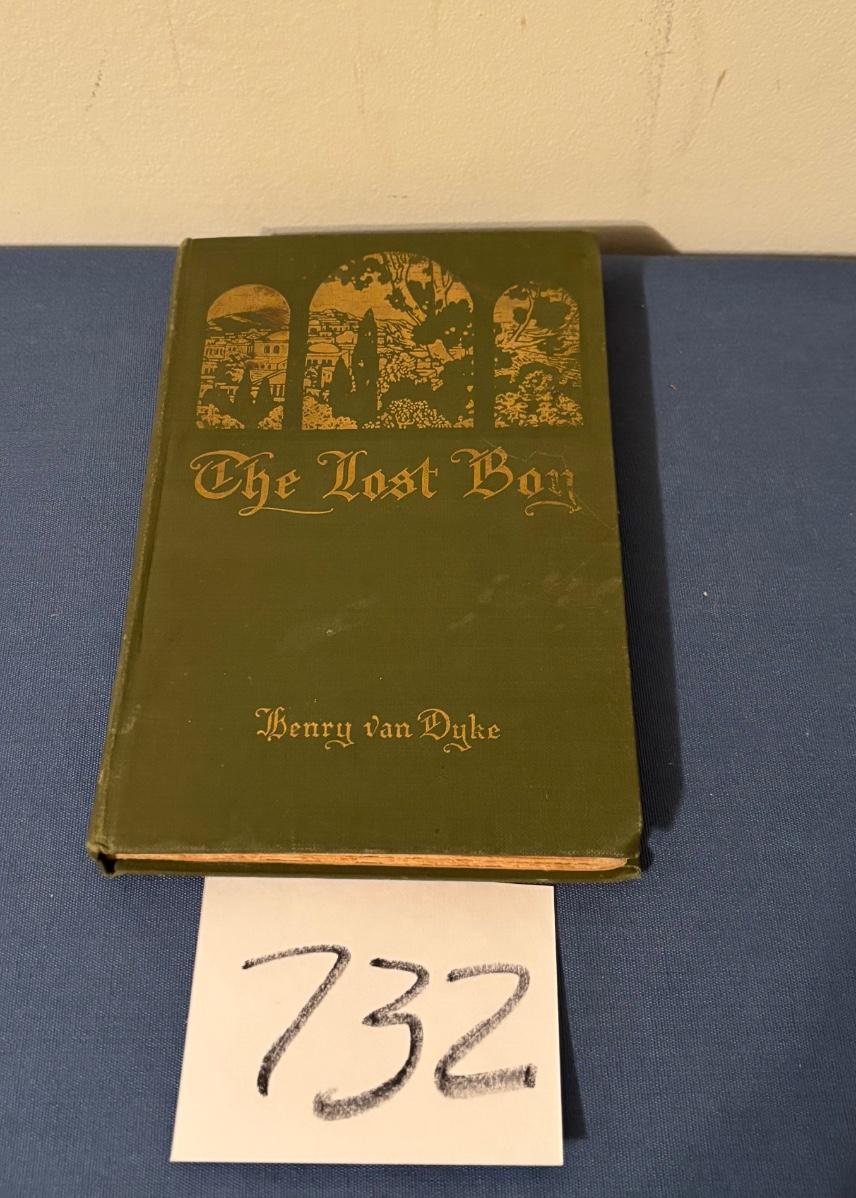 The Lost Boy
Henry van Dyke
732